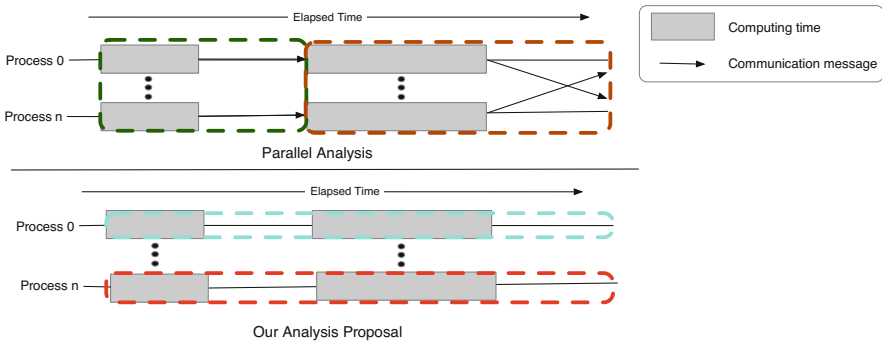 Elapsed Time
Computing time
Process 0
Communication message
Process n
Parallel Analysis
Elapsed Time
Process 0
Process n
Our Analysis Proposal